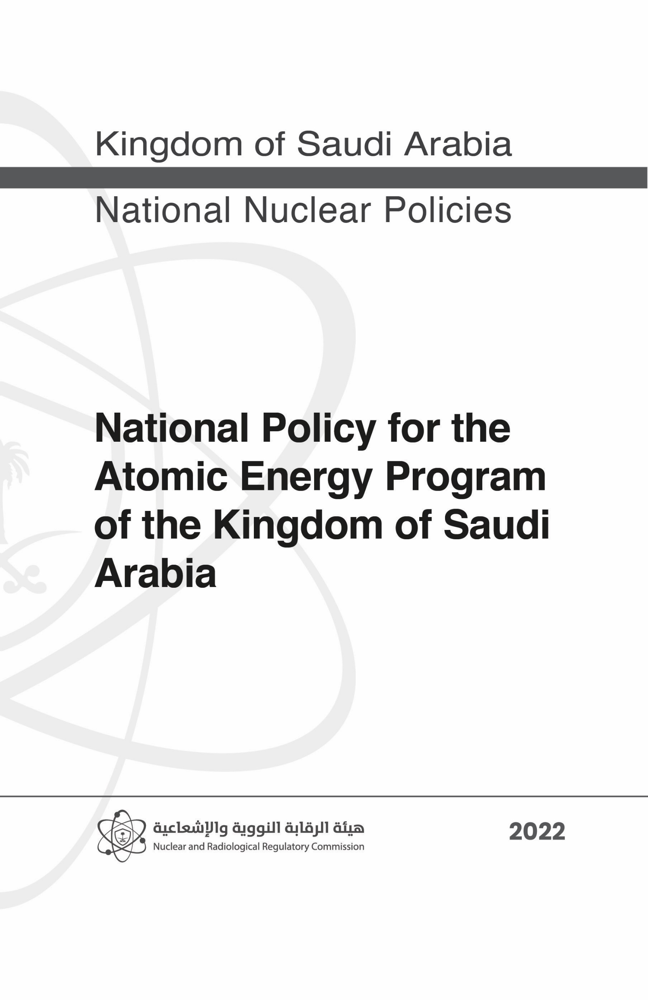 Kingdom of Saudi Arabia
National Nuclear Policies
National Policy for the
Atomic Energy Program
of the Kingdom of Saudi
Arabia
هيئة الرقابة النووية والإشعاعية
Nuclear and Radiological Regulatory Commission
2022